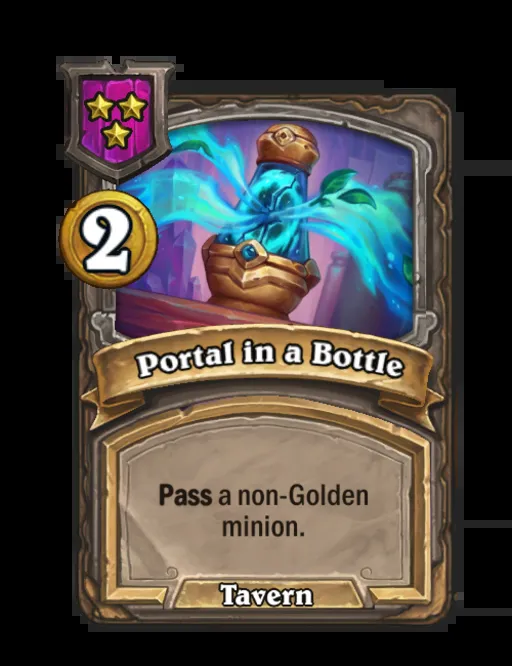 2
Portal in a Bottle
Pass a non-Golden
minion.
Tavern